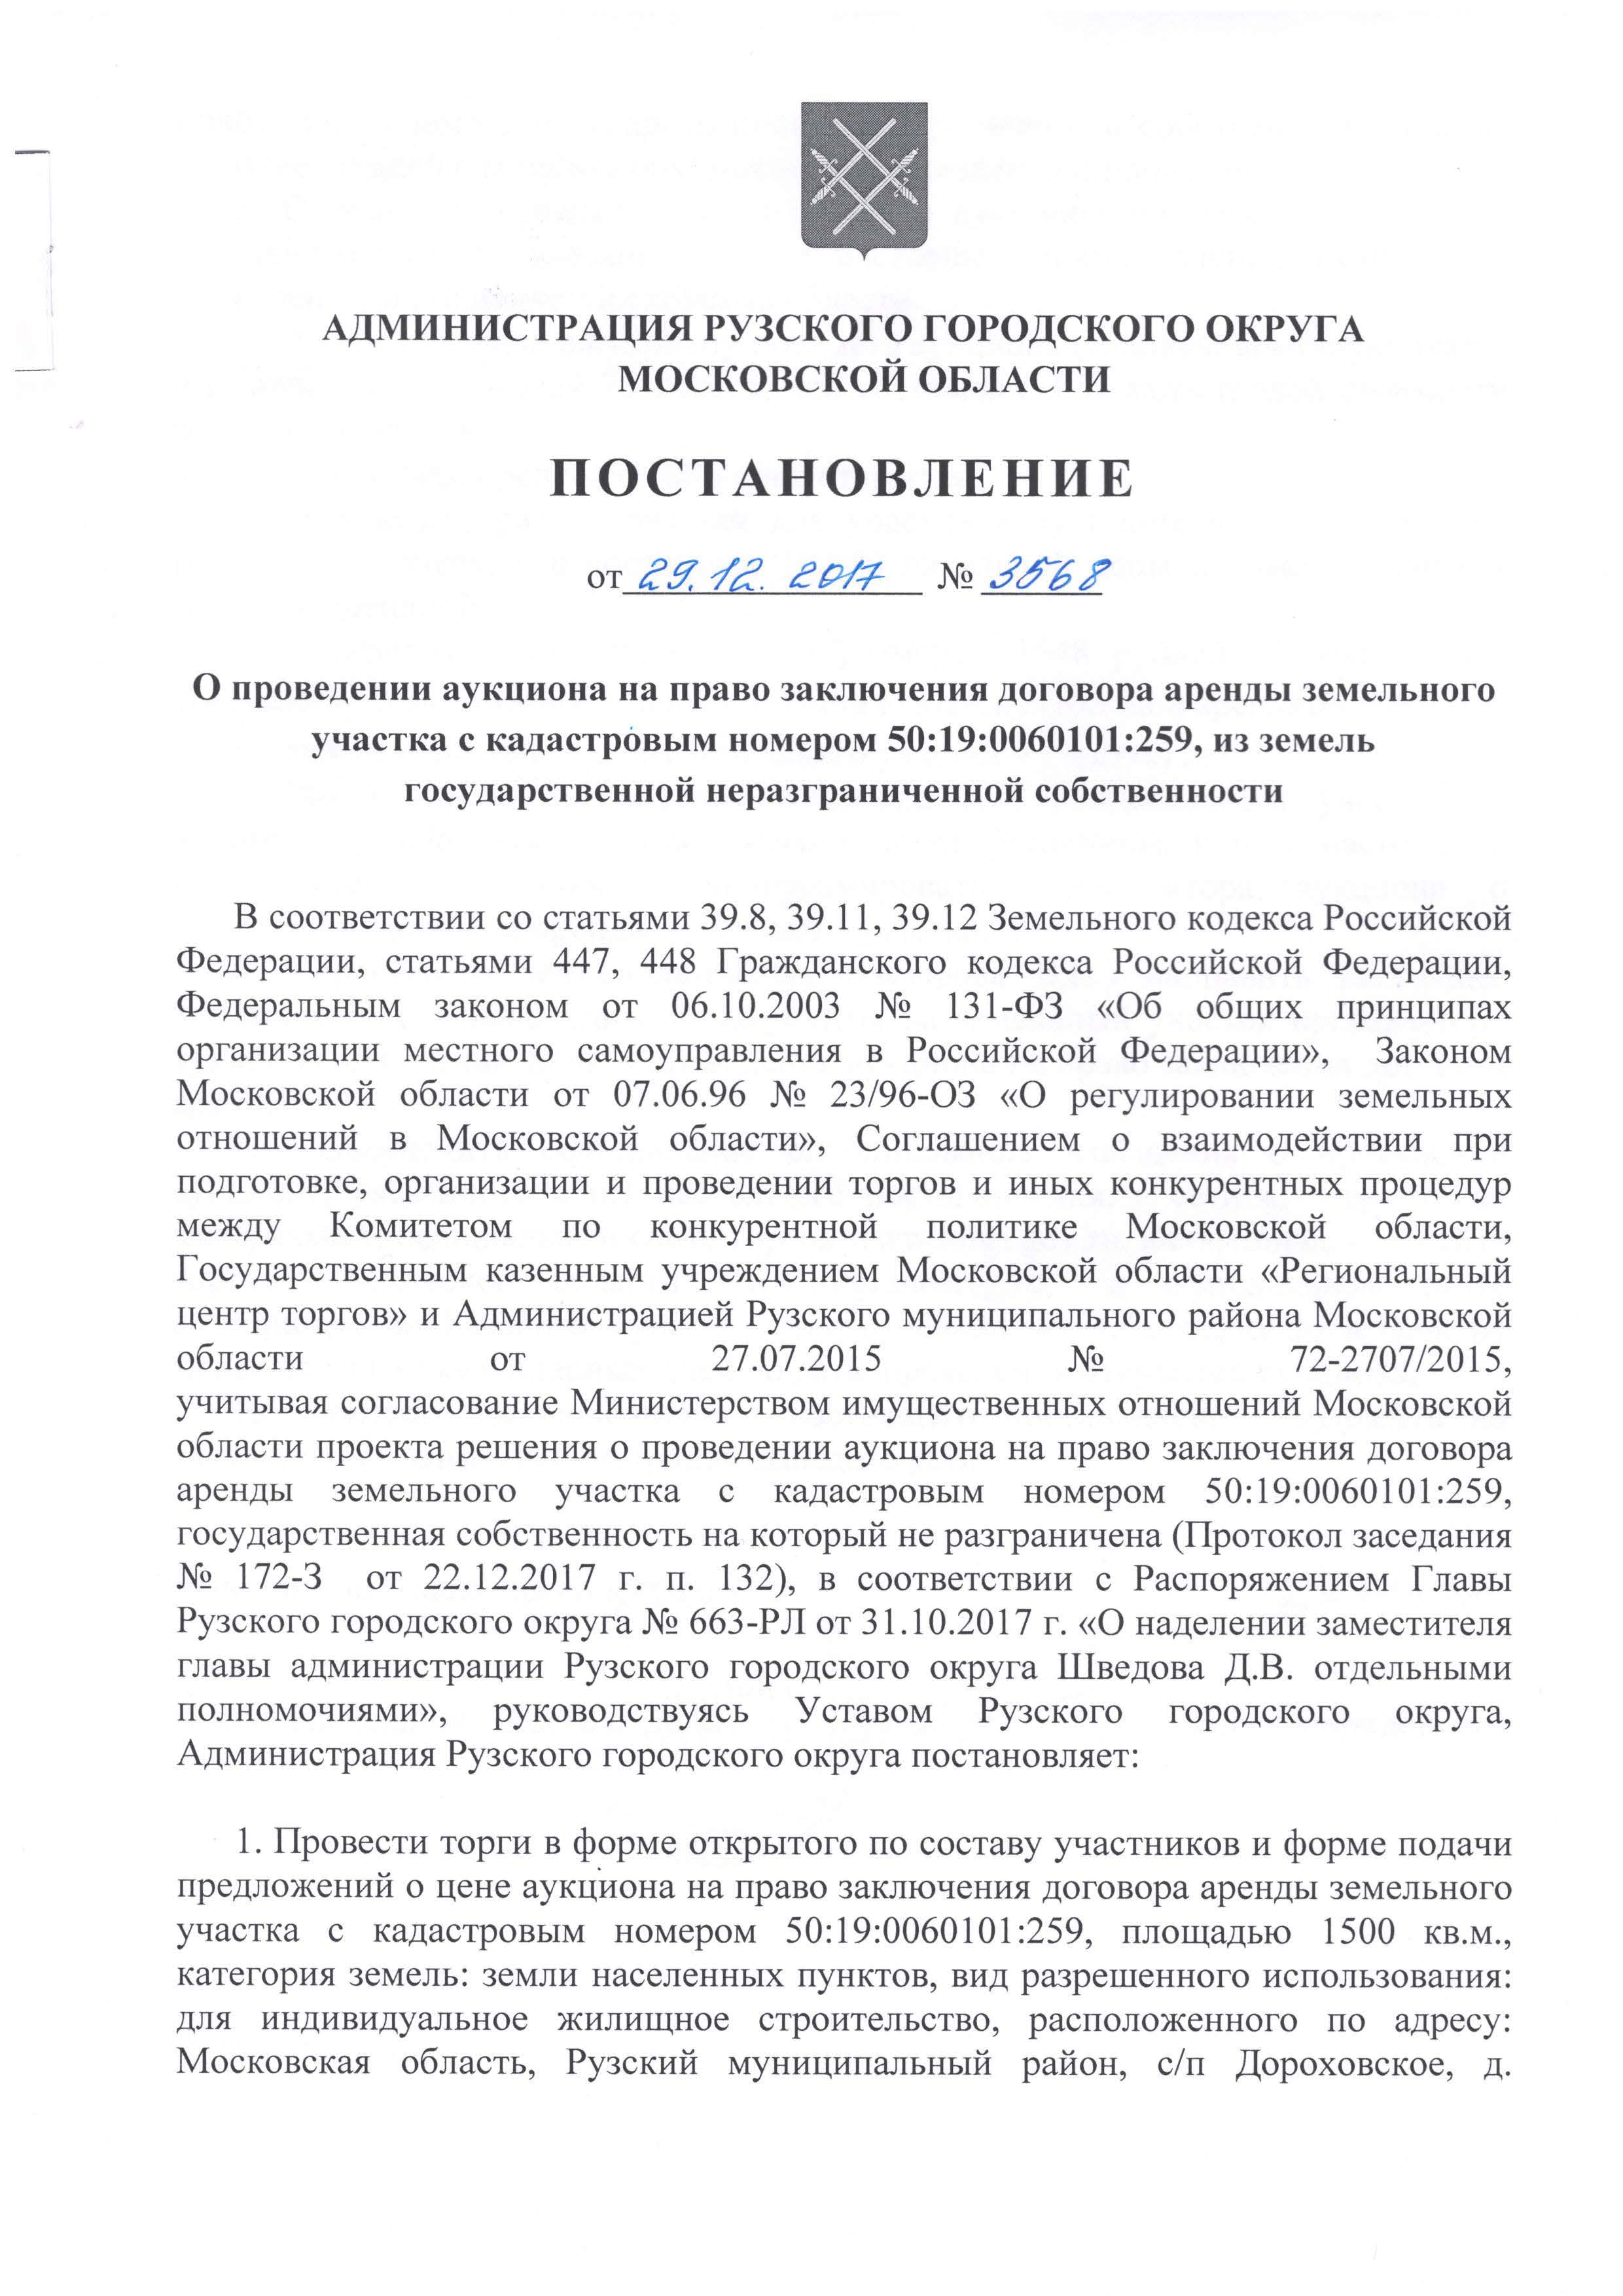 АДМИНИСТРАЦИЯ РУЗСКОГО ГОРОДСКОГО ОКРУГА
МОСКОВСКОЙ ОБЛАСТИ
ПОСТАНОВЛЕНИЕ
от 29.12.2017 № 3568
О проведении аукциона на право заключения договора аренды земельного
участка с кадастровым номером 50:19:0060101:259, из земель
государственной неразграниченной собственности
В соответствии со статьями 39.8, 39.11, 39.12 Земельного кодекса Российской
Федерации, статьями 447, 448 Гражданского кодекса Российской Федерации,
Федеральным законом от 06.10.2003 № 131-ФЗ «Об общих принципах
организации местного самоуправления в Российской Федерации», Законом
Московской области от 07.06.96 № 23/96-ОЗ «О регулировании земельных
отношений в Московской области», Соглашением о взаимодействии при
подготовке, организации и проведении торгов и иных конкурентных процедур
между Комитетом по конкурентной политике Московской области,
Государственным казенным учреждением Московской области «Региональный
центр торгов» и Администрацией Рузского муниципального района Московской
области от 27.07.2015 № 72-2707/2015,
учитывая согласование Министерством имущественных отношений Московской
области проекта решения о проведении аукциона на право заключения договора
аренды земельного участка с кадастровым номером 50:19:0060101:259,
государственная собственность на который не разграничена (Протокол заседания
№ 172-З от 22.12.2017 г. п. 132), в соответствии с Распоряжением Главы
Рузского городского округа № 663-РЛ от 31.10.2017 г. «О наделении заместителя
главы администрации Рузского городского округа Шведова Д.В. отдельными
полномочиями», руководствуясь Уставом Рузского городского округа,
Администрация Рузского городского округа постановляет:
1. Провести торги в форме открытого по составу участников и форме подачи
предложений о цене аукциона на право заключения договора аренды земельного
участка с кадастровым номером 50:19:0060101:259, площадью 1500 кв.м.,
категория земель: земли населенных пунктов, вид разрешенного использования:
для индивидуальное жилищное строительство, расположенного по адресу:
Московская область, Рузский муниципальный район, с/п Дороховское, д.